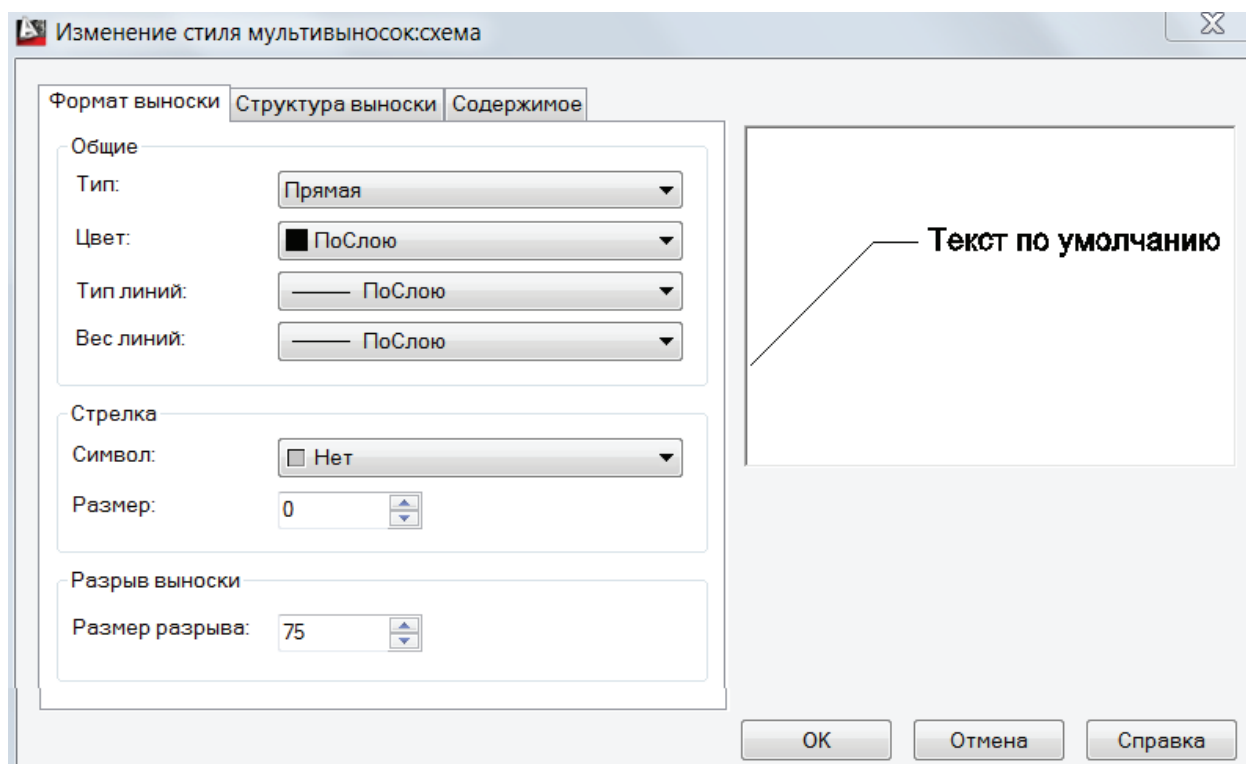 Изменение стиля мультивыносок:схема
Формат выноски Структура выноски Содержимое
Общие
Тип: Прямая
Цвет: ПоСлою
Тип линий: ПоСлою
Вес линий: ПоСлою
Стрелка
Символ: Нет
Размер: 0
Разрыв выноски
Размер разрыва: 75
Текст по умолчанию
OK Отмена Справка